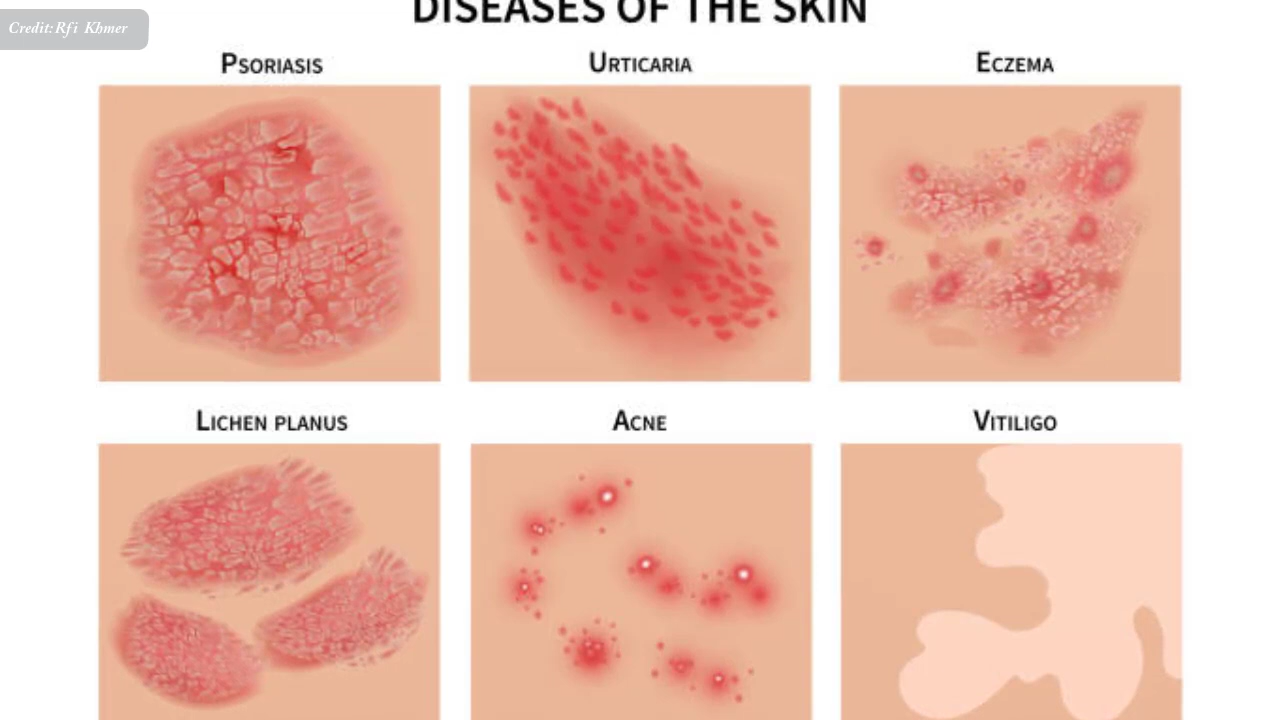 DISEASES OF THE SKIN
Credit:Rfi Khmer
Psoriasis
Urticaria
Eczema
Lichen planus
Acne
Vitiligo